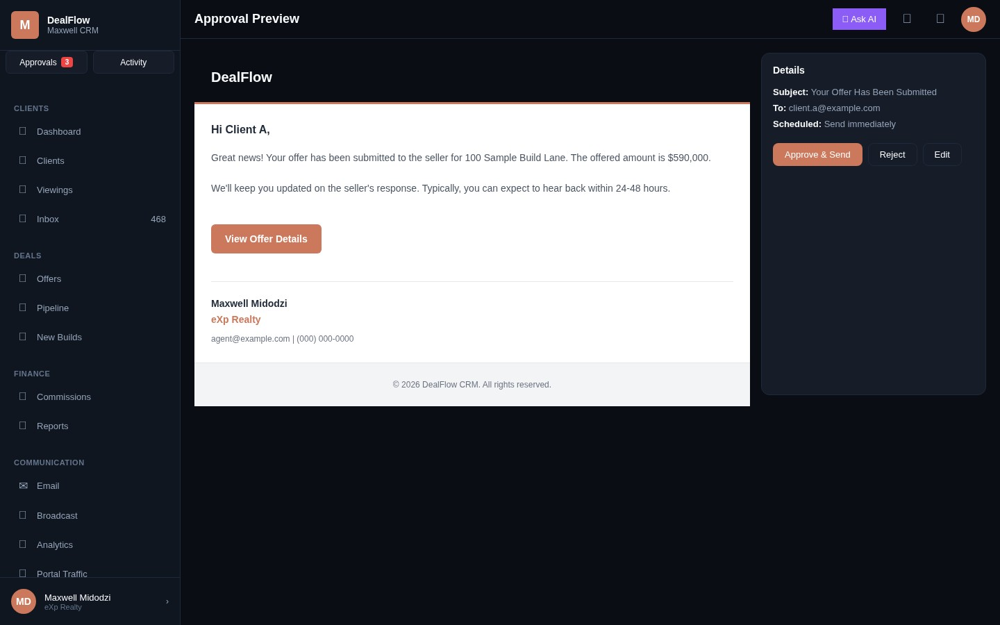 M
DealFlow
Maxwell CRM
Approvals 3
Activity
CLIENTS
Dashboard
Clients
Viewings
Inbox 468
DEALS
Offers
Pipeline
New Builds
FINANCE
Commissions
Reports
COMMUNICATION
✉ Email
Broadcast
Analytics
Portal Traffic
MD
Maxwell Midodzi
eXp Realty
›
Approval Preview
Ask AI
MD
DealFlow
Hi Client A,
Great news! Your offer has been submitted to the seller for 100 Sample Build Lane. The offered amount is $590,000.
We'll keep you updated on the seller's response. Typically, you can expect to hear back within 24-48 hours.
View Offer Details
Maxwell Midodzi
eXp Realty
agent@example.com | (000) 000-0000
© 2026 DealFlow CRM. All rights reserved.
Details
Subject: Your Offer Has Been Submitted
To: client.a@example.com
Scheduled: Send immediately
Approve & Send
Reject
Edit